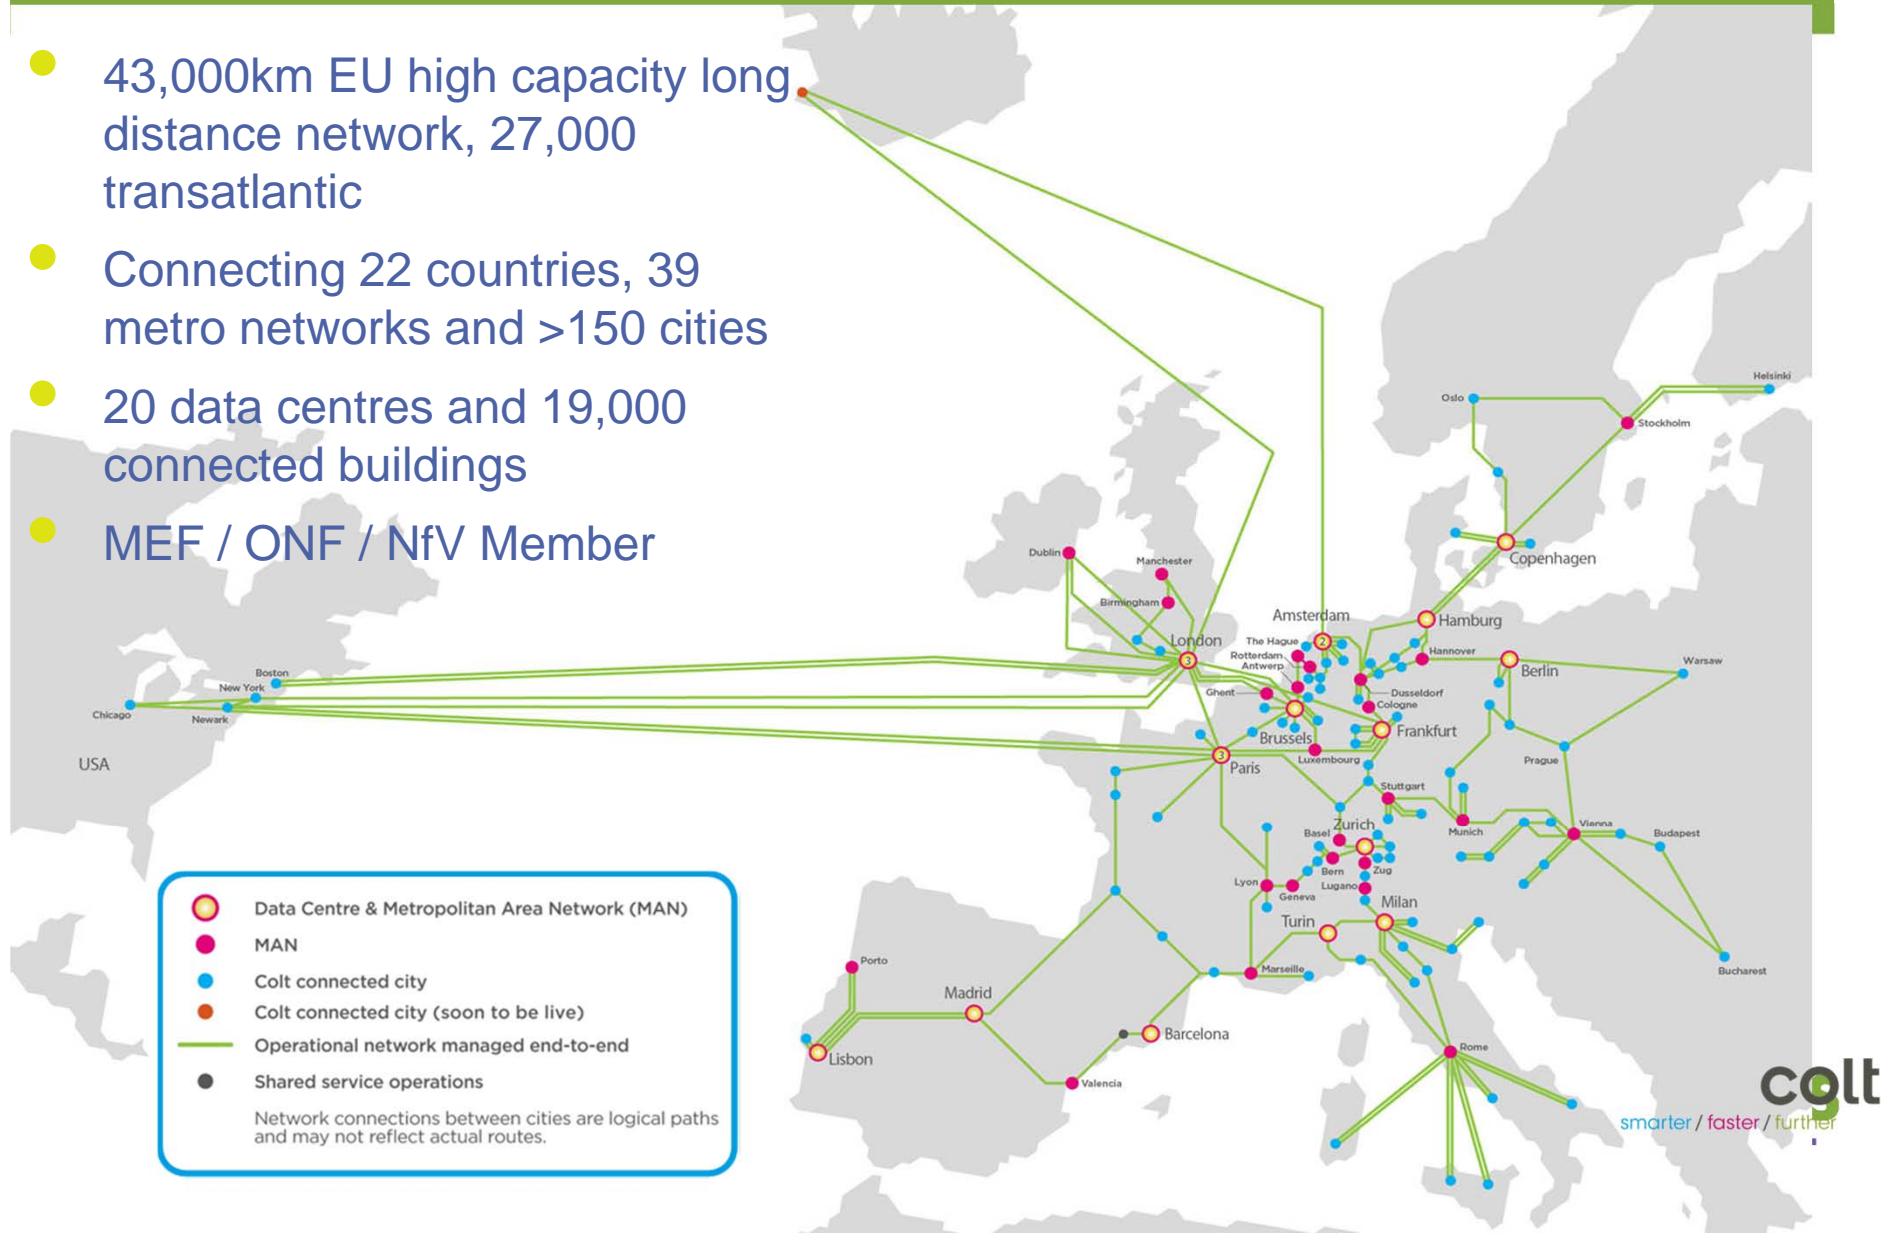 43,000km EU high capacity long
distance network, 27,000
transatlantic
Connecting 22 countries, 39
metro networks and >150 cities
20 data centres and 19,000
connected buildings
MEF / ONF / NfV Member
Helsinki
Oslo
Stockholm
Copenhagen
Dublin
Manchester
Birmingham
Amsterdam
Hamburg
London
The Hague
2
Hannover
Rotterdam
3
Antwerp
Berlin
Warsaw
Boston
New York
Ghent
Dusseldorf
Chicago
Newark
Cologne
Brussels
Frankfurt
USA
3
Paris
Luxembourg
Prague
Stuttgart
Zurich
Basel
Munich
Vienna
Budapest
Bern
Zug
Lyon
Geneva
Lugano
Milan
Turin
Porto
Marseille
Bucharest
Madrid
Barcelona
Lisbon
Rome
Valencia
Data Centre & Metropolitan Area Network (MAN)
MAN
Colt connected city
Colt connected city (soon to be live)
Operational network managed end-to-end
Shared service operations
Network connections between cities are logical paths
and may not reflect actual routes.
colt
smarter / faster / further